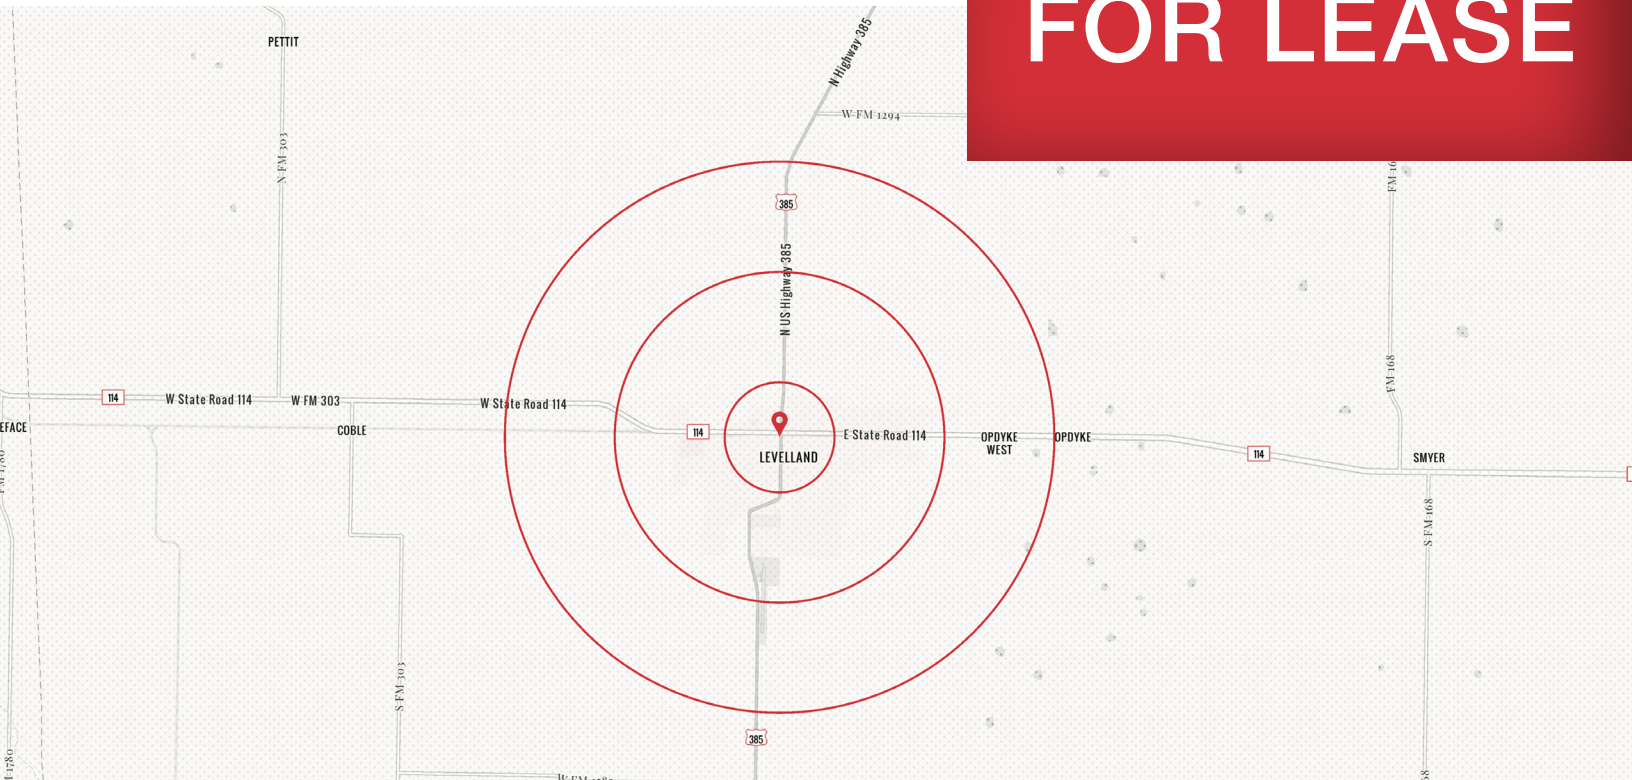 FOR LEASE
PETTIT
N Highway 385
W FM 1294
N FM 303
385
N US Highway 385
FM 168
114
W State Road 114
W FM 303
W State Road 114
COBLE
114
E State Road 114
LEVELLAND
OPDYKE
WEST
OPDYKE
114
SMYER
S FM 168
S FM 303
385